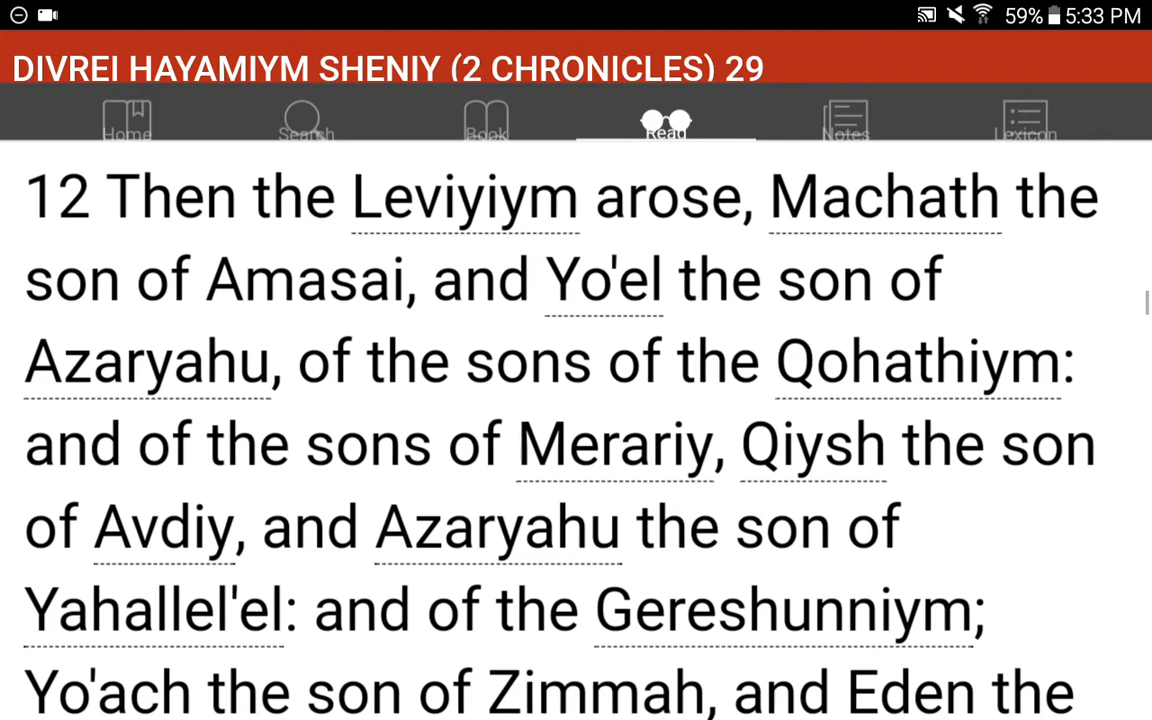 59% 5:33 PM
DIVREI HAYAMIYM SHENIY (2 CHRONICLES) 29
Home Search Book Read Notes Lexicon
12 Then the Leviyiym arose, Machath the
son of Amasai, and Yo'el the son of
Azaryahu, of the sons of the Qohathiym:
and of the sons of Merariy, Qiysh the son
of Avdiy, and Azaryahu the son of
Yahallel'el: and of the Gereshunniym;
Yo'ach the son of Zimmah, and Eden the